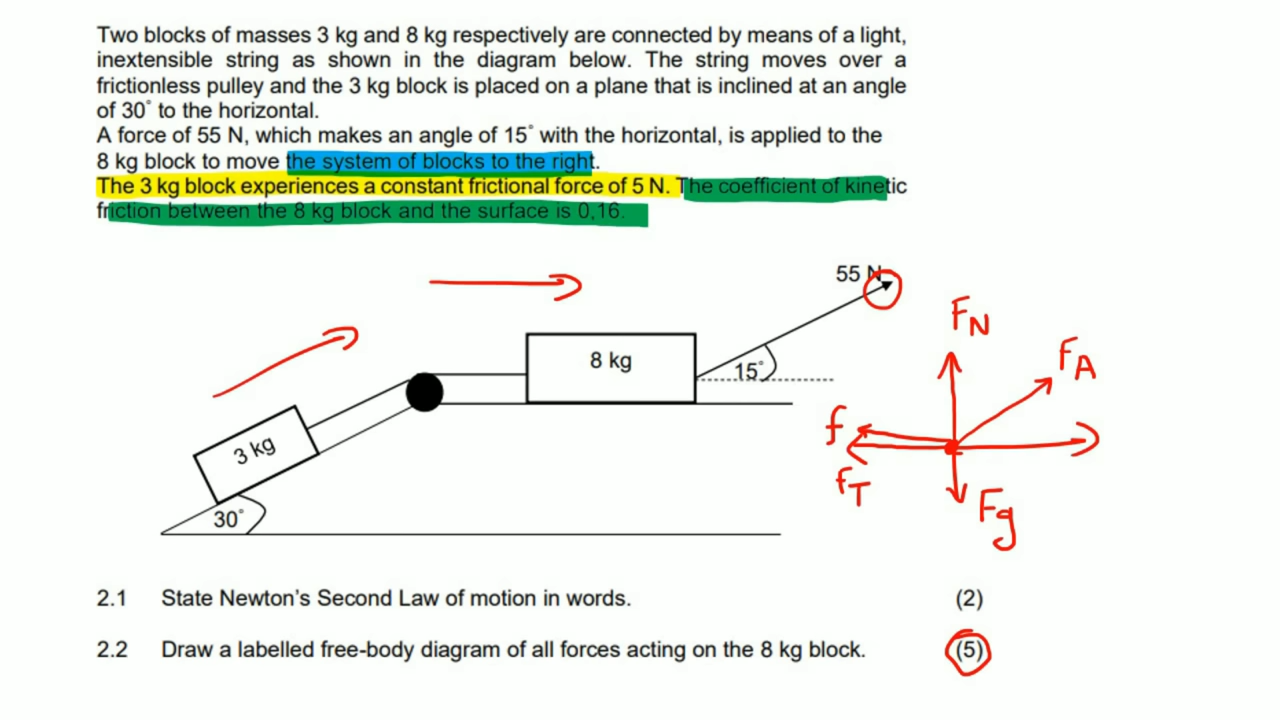 Two blocks of masses 3 kg and 8 kg respectively are connected by means of a light,
inextensible string as shown in the diagram below. The string moves over a
frictionless pulley and the 3 kg block is placed on a plane that is inclined at an angle
of 30° to the horizontal.
A force of 55 N, which makes an angle of 15° with the horizontal, is applied to the
8 kg block to move the system of blocks to the right.
The 3 kg block experiences a constant frictional force of 5 N. The coefficient of kinetic
friction between the 8 kg block and the surface is 0,16.
55 N
FN
8 kg
15°
FA
f
3 kg
fT
Fg
30°
2.1 State Newton's Second Law of motion in words. (2)
2.2 Draw a labelled free-body diagram of all forces acting on the 8 kg block. (5)